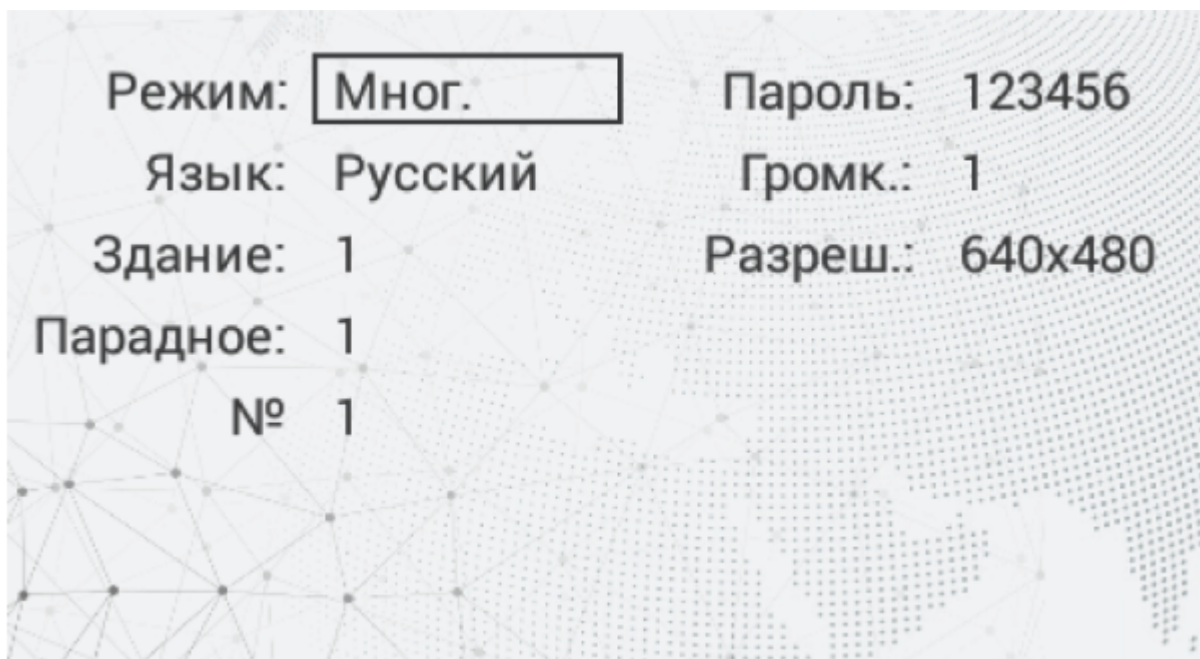 Режим: Мног. Пароль: 123456
Язык: Русский Громк.: 1
Здание: 1 Разреш.: 640x480
Парадное: 1
№ 1